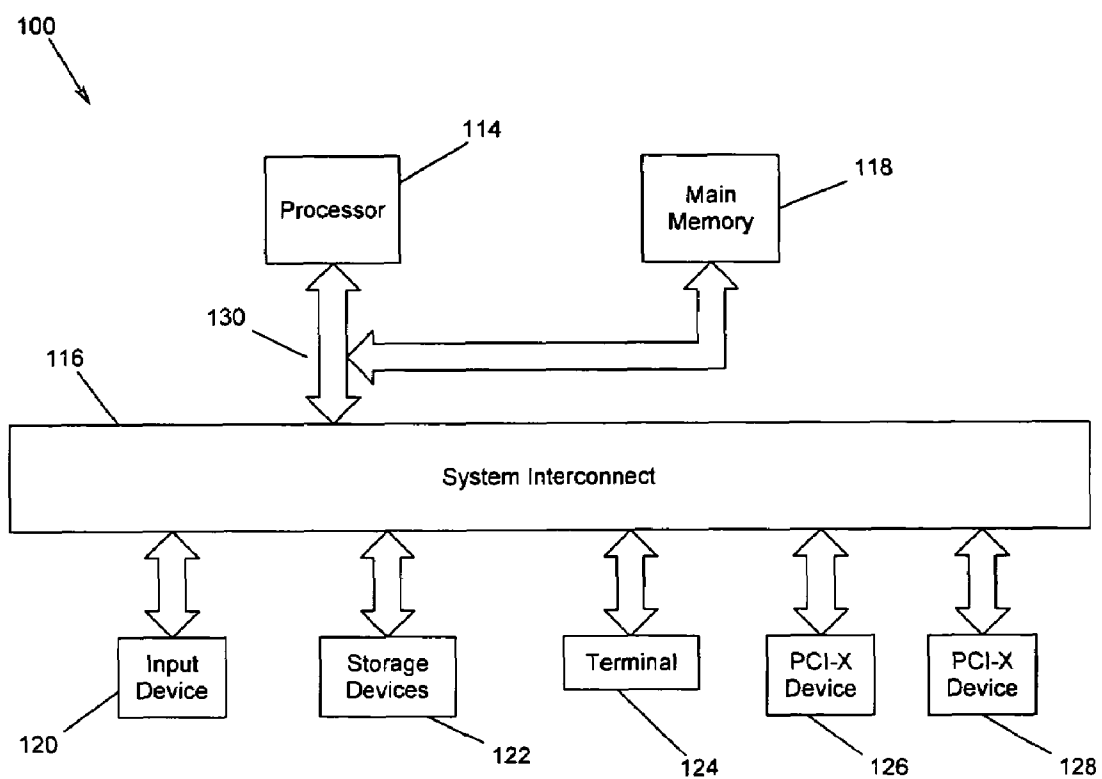 100
114
118
Processor
Main
Memory
130
116
System Interconnect
Input
Device
Storage
Devices
Terminal
PCI-X
Device
PCI-X
Device
120
122
124
126
128